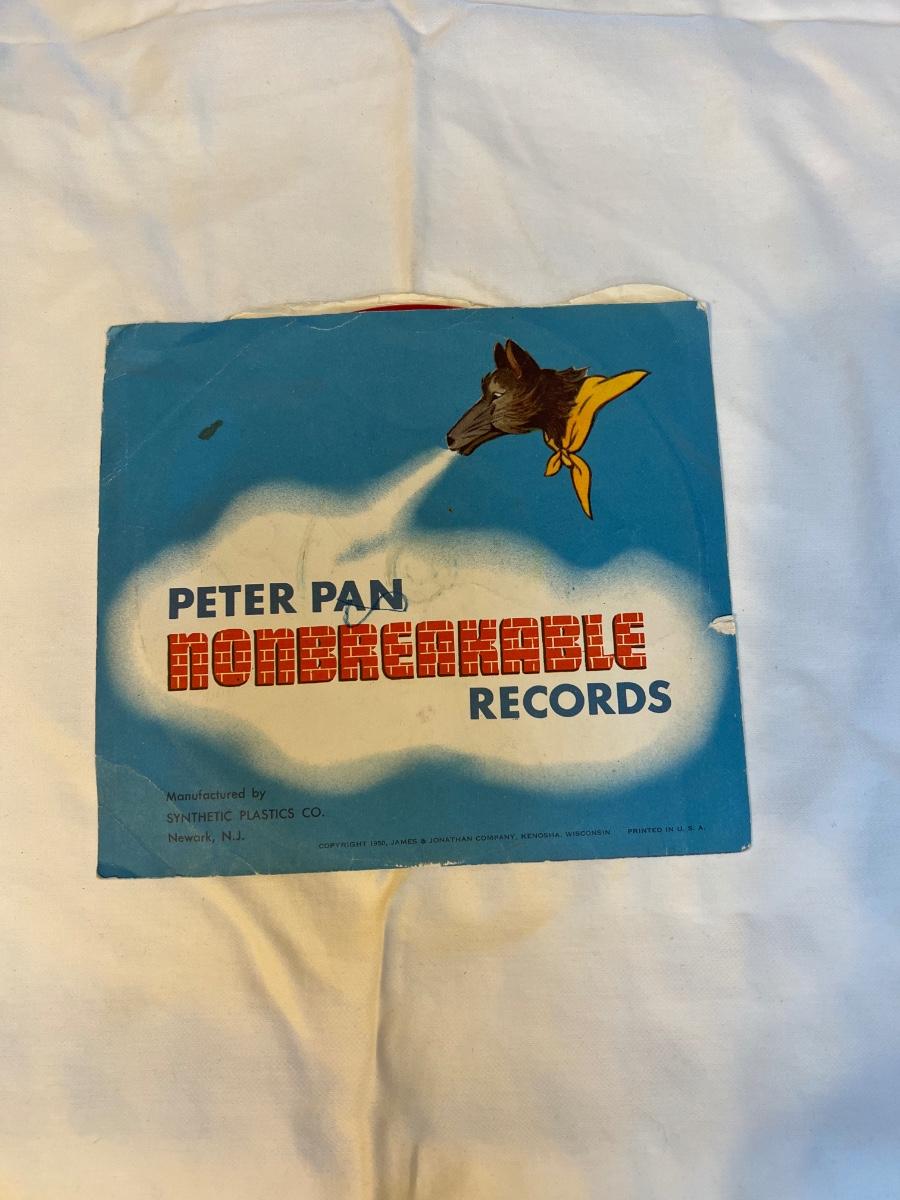 PETER PAN
NONBREAKABLE
RECORDS
Manufactured by
SYNTHETIC PLASTICS CO.
Newark, N.J.
COPYRIGHT 1950, JAMES & JONATHAN COMPANY, KENOSHA, WISCONSIN PRINTED IN U. S. A.